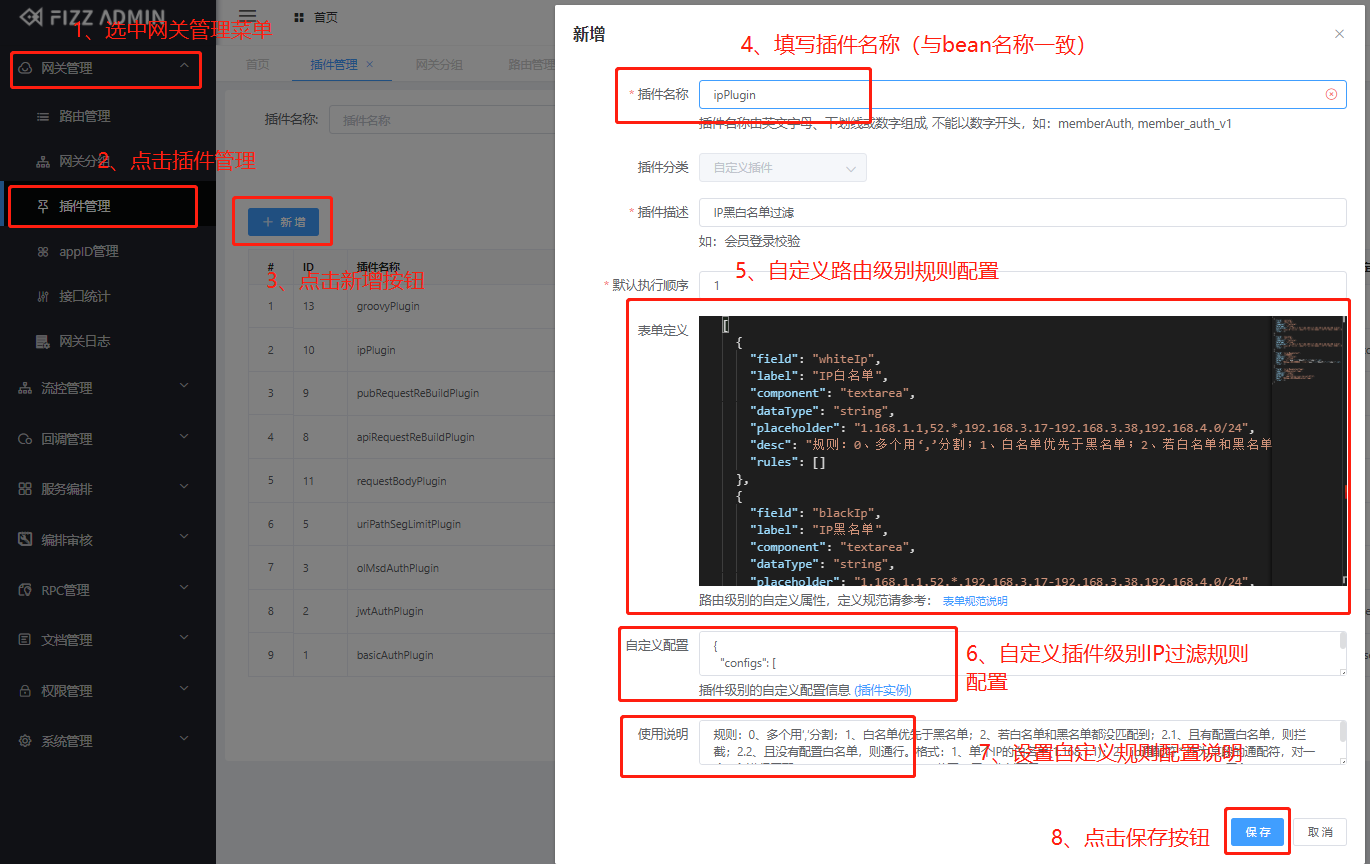 FIZZ ADMIN
1、选中网关管理菜单
网关管理
路由管理
网关分组
2、点击插件管理
插件管理
appID管理
接口统计
网关日志
流控管理
回调管理
服务编排
编排审核
RPC管理
文档管理
权限管理
系统管理
首页
首页
插件管理
网关分组
路由管理
插件名称:
插件名称
新增
3、点击新增按钮
# ID 插件名称
1 13 groovyPlugin
2 10 ipPlugin
3 9 pubRequestReBuildPlugin
4 8 apiRequestReBuildPlugin
5 11 requestBodyPlugin
6 5 uriPathSegLimitPlugin
7 3 olMsdAuthPlugin
8 2 jwtAuthPlugin
9 1 basicAuthPlugin
新增
4、填写插件名称（与bean名称一致）
* 插件名称
ipPlugin
插件名称由英文字母、下划线或数字组成, 不能以数字开头，如：memberAuth, member_auth_v1
插件分类
自定义插件
* 插件描述
IP黑白名单过滤
如：会员登录校验
5、自定义路由级别规则配置
* 默认执行顺序
1
表单定义
[
{
"field": "whiteIp",
"label": "IP白名单",
"component": "textarea",
"dataType": "string",
"placeholder": "1.168.1.1,52.*,192.168.3.17-192.168.3.38,192.168.4.0/24",
"desc": "规则：0、多个用‘,’分割；1、白名单优先于黑名单；2、若白名单和黑名单
"rules": []
},
{
"field": "blackIp",
"label": "IP黑名单",
"component": "textarea",
"dataType": "string",
"placeholder": "1.168.1.1,52.*,192.168.3.17-192.168.3.38,192.168.4.0/24",
路由级别的自定义属性，定义规范请参考： 表单规范说明
自定义配置
{
"configs": [
插件级别的自定义配置信息 (插件实例)
6、自定义插件级别IP过滤规则
配置
使用说明
规则：0、多个用','分割；1、白名单优先于黑名单；2、若白名单和黑名单都没匹配到；2.1、且有配置白名单，则拦
截；2.2、且没有配置白名单，则通行。格式：1、单个IP
的通配符，对一
7、设置自定义规则配置说明
8、点击保存按钮
保存
取消